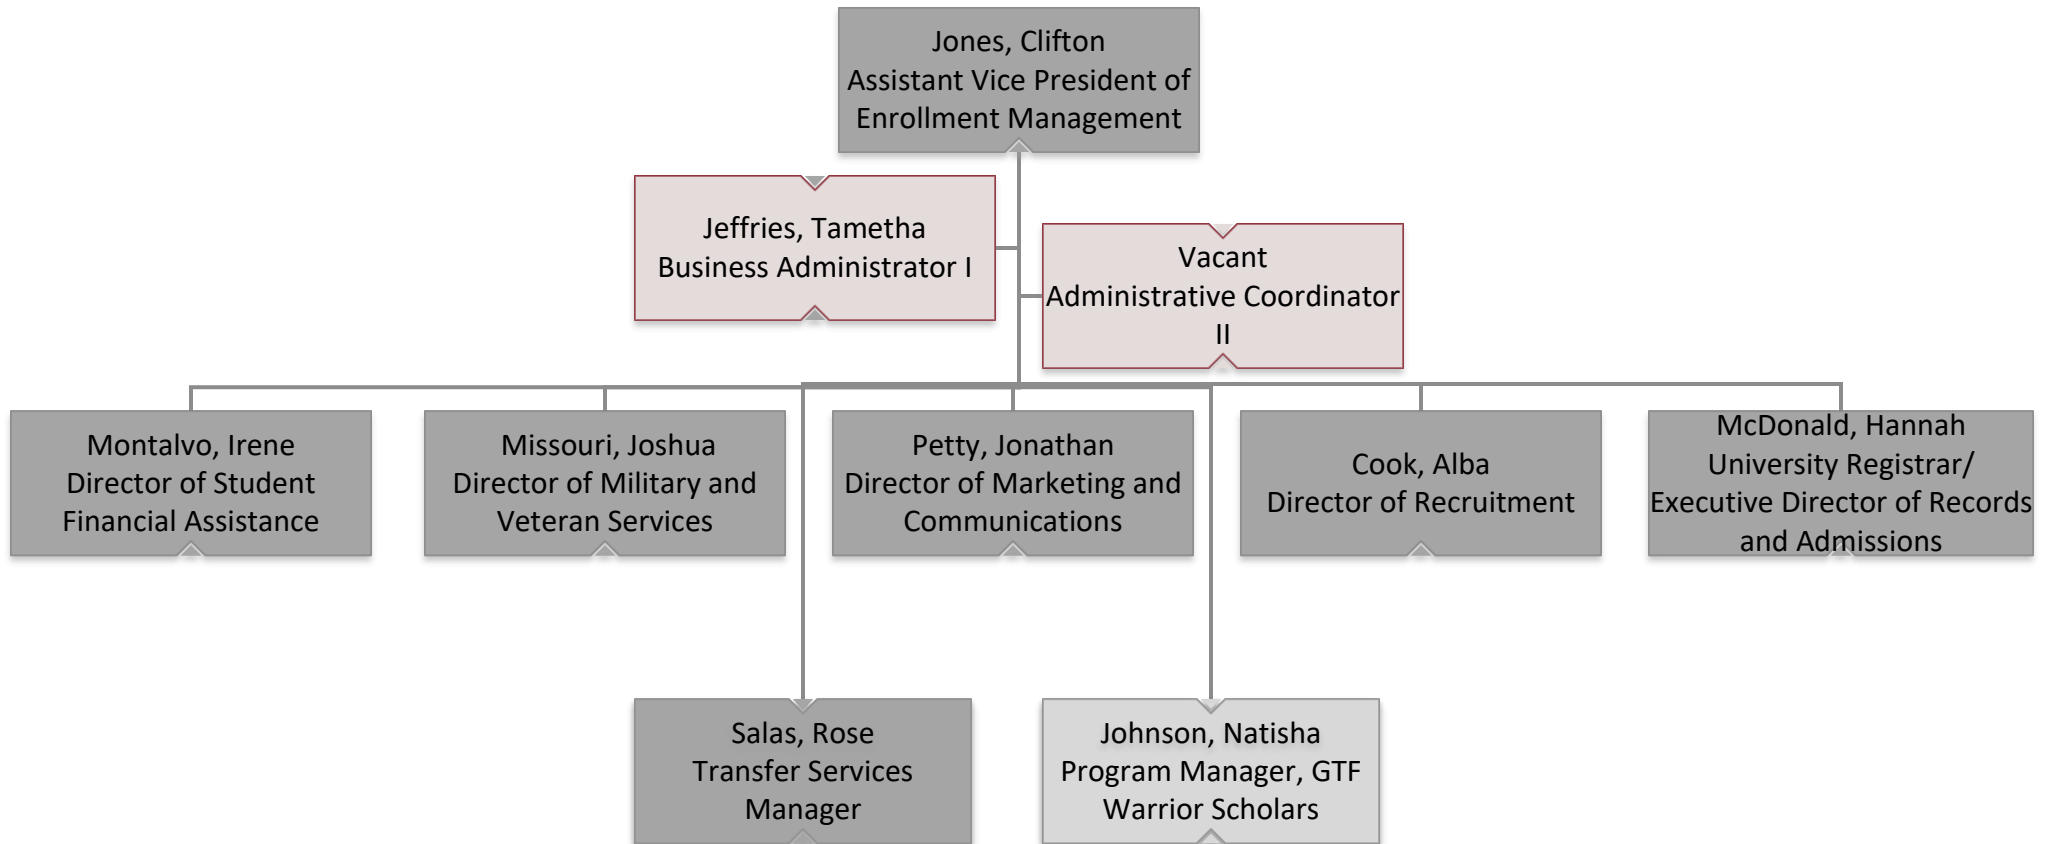 Jones, Clifton
Assistant Vice President of
Enrollment Management
Jeffries, Tametha
Business Administrator I
Vacant
Administrative Coordinator
II
Montalvo, Irene
Director of Student
Financial Assistance
Missouri, Joshua
Director of Military and
Veteran Services
Petty, Jonathan
Director of Marketing and
Communications
Cook, Alba
Director of Recruitment
McDonald, Hannah
University Registrar/
Executive Director of Records
and Admissions
Salas, Rose
Transfer Services
Manager
Johnson, Natisha
Program Manager, GTF
Warrior Scholars